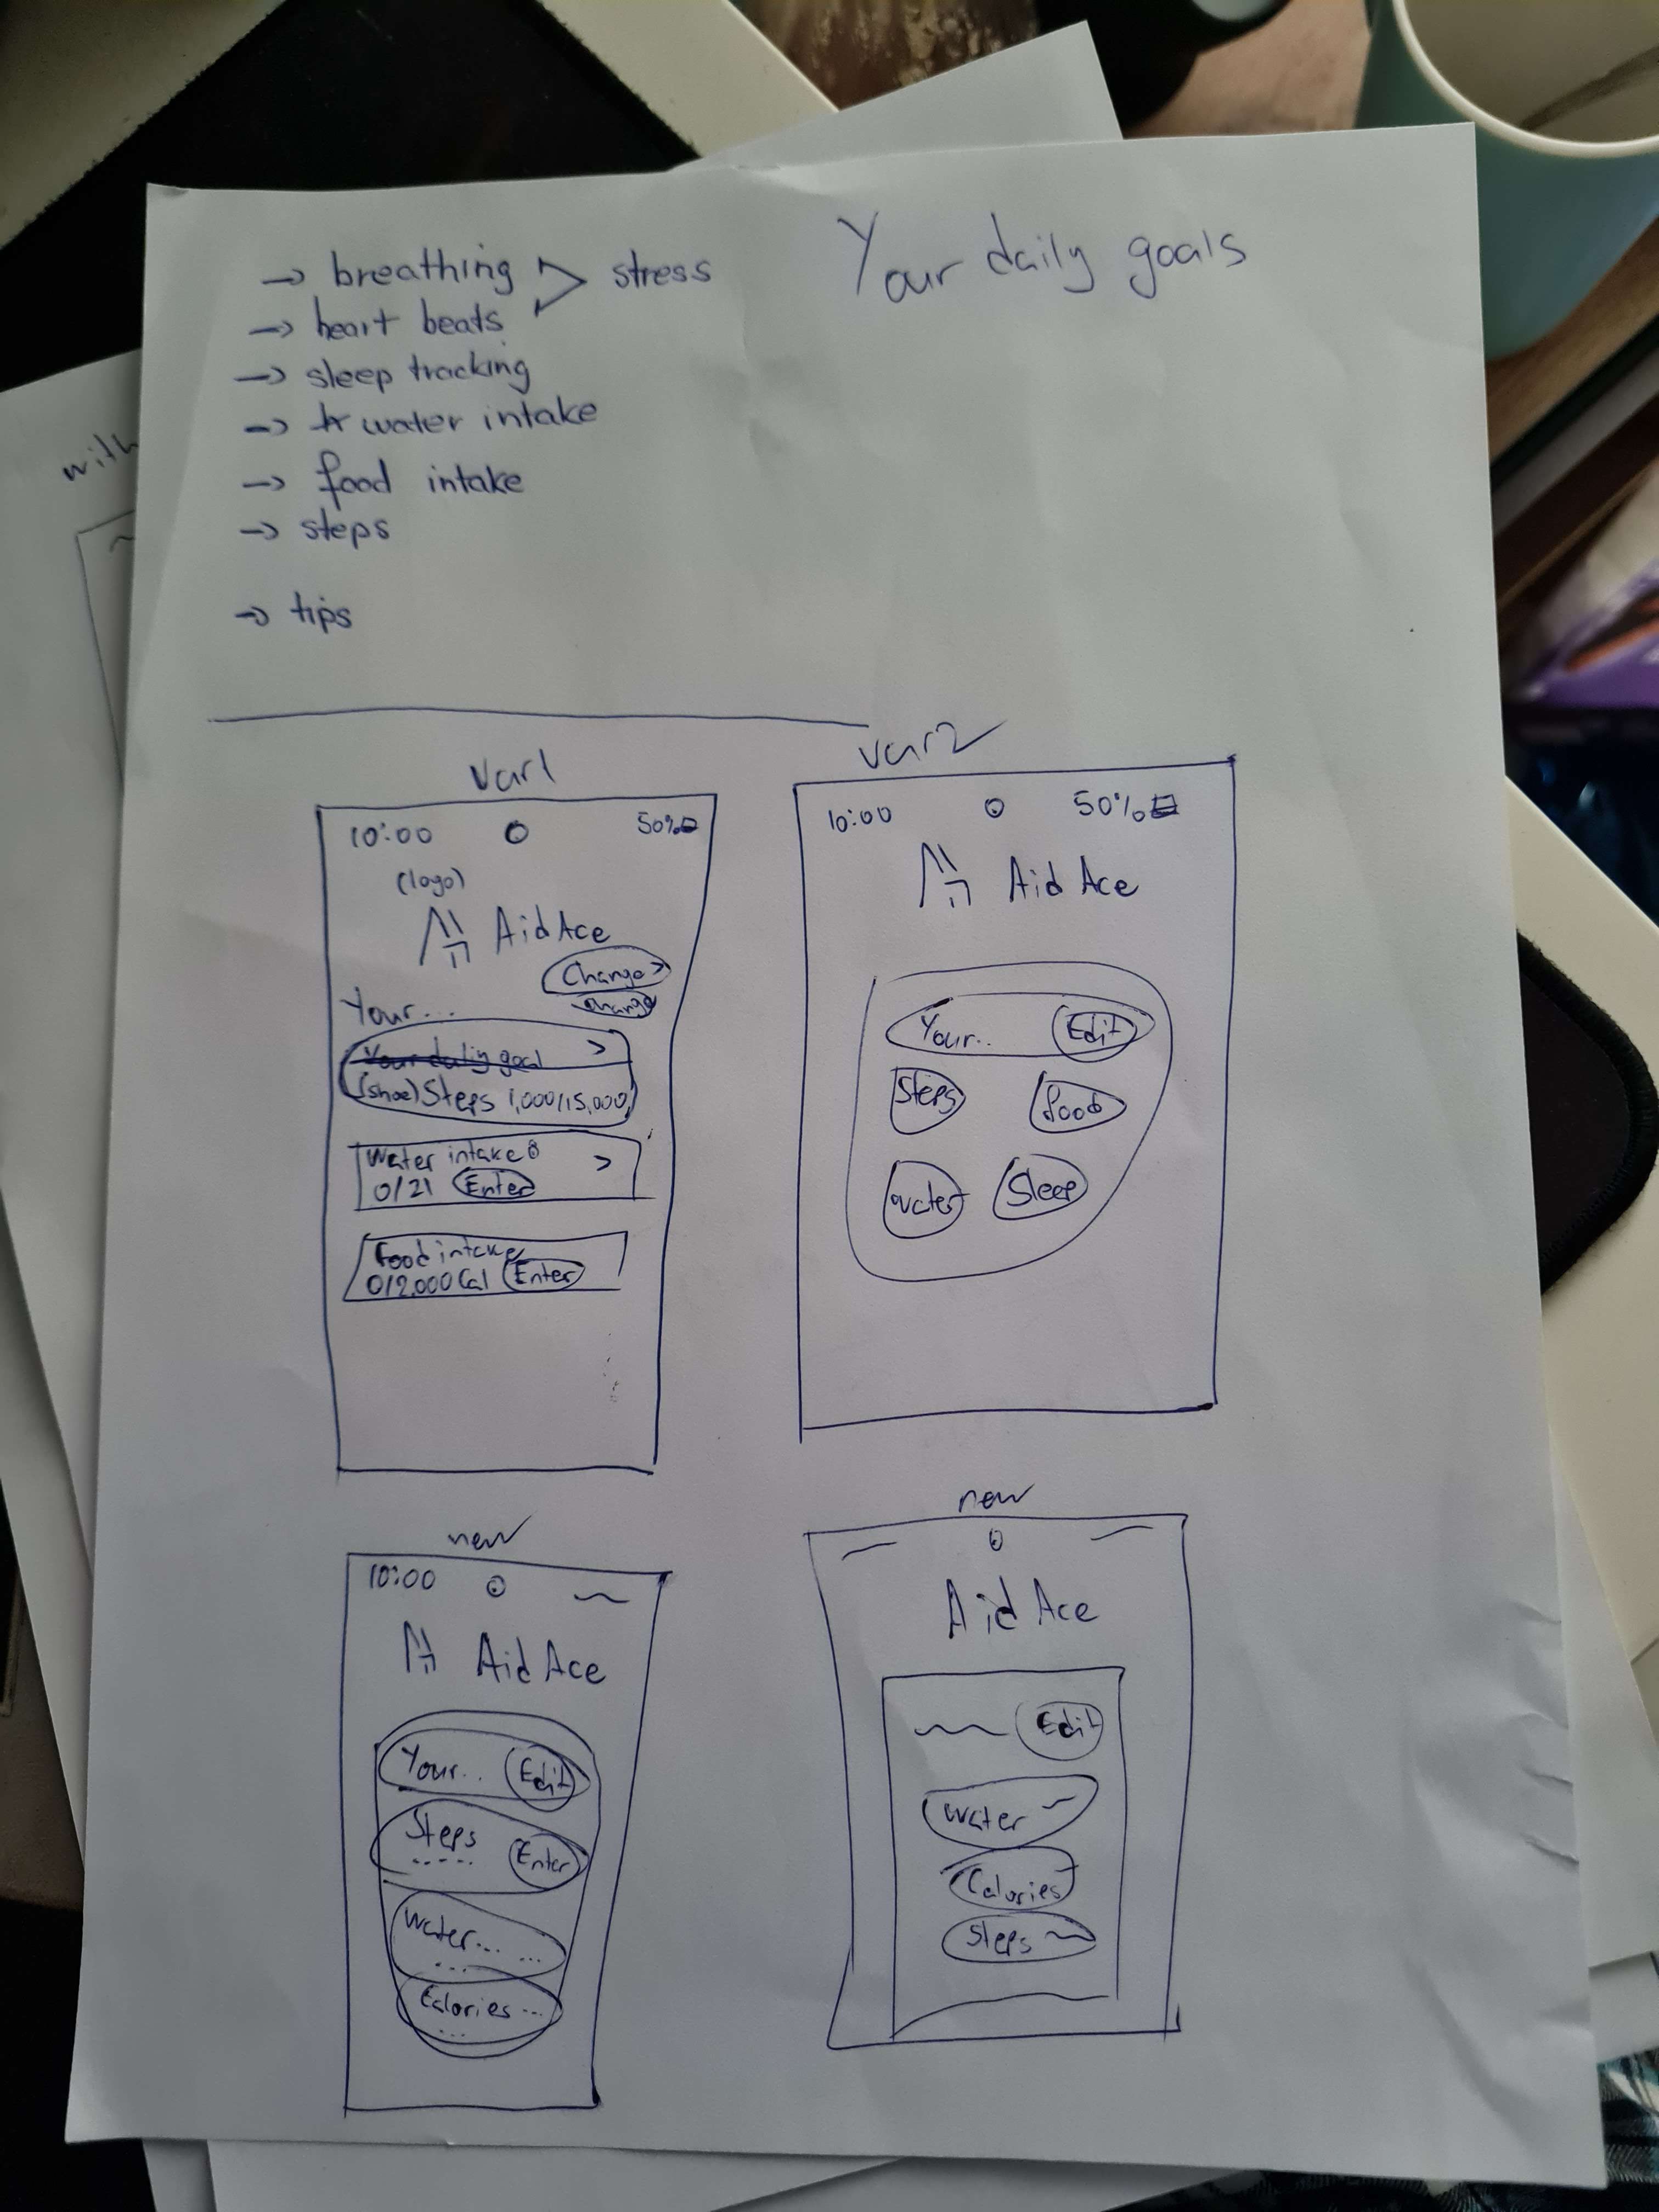 → breathing > stress
→ heart beats
→ sleep tracking
→ water intake
→ food intake
→ steps
→ tips
Your daily goals
with
var1
10:00 50%
(logo)
AidAce
Change >
Change
Your...
Your daily goal >
(shoe) Steps 1,000/15,000
Water intake >
0/2l Enter
Food intake
0/2.000 Cal Enter
var2
10:00 50%
Aid Ace
Your.. Edit
Steps food
water Sleep
new
10:00
Aid Ace
Your... Edit
Steps
..... Enter
Water... ...
...
Calories ...
...
new
Aid Ace
Edit
Water
Calories
Steps